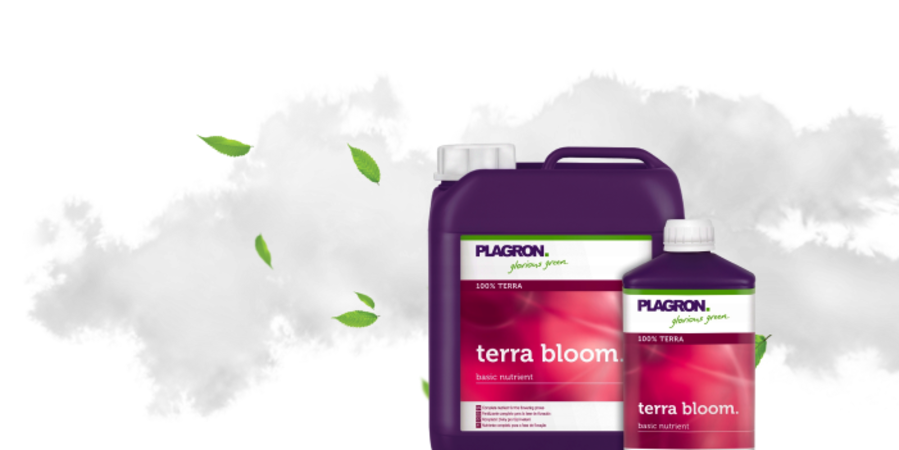 PLAGRON.
glorious green.
100% TERRA
terra bloom.
basic nutrient
PLAGRON.
glorious green.
100% TERRA
terra bloom.
basic nutrient